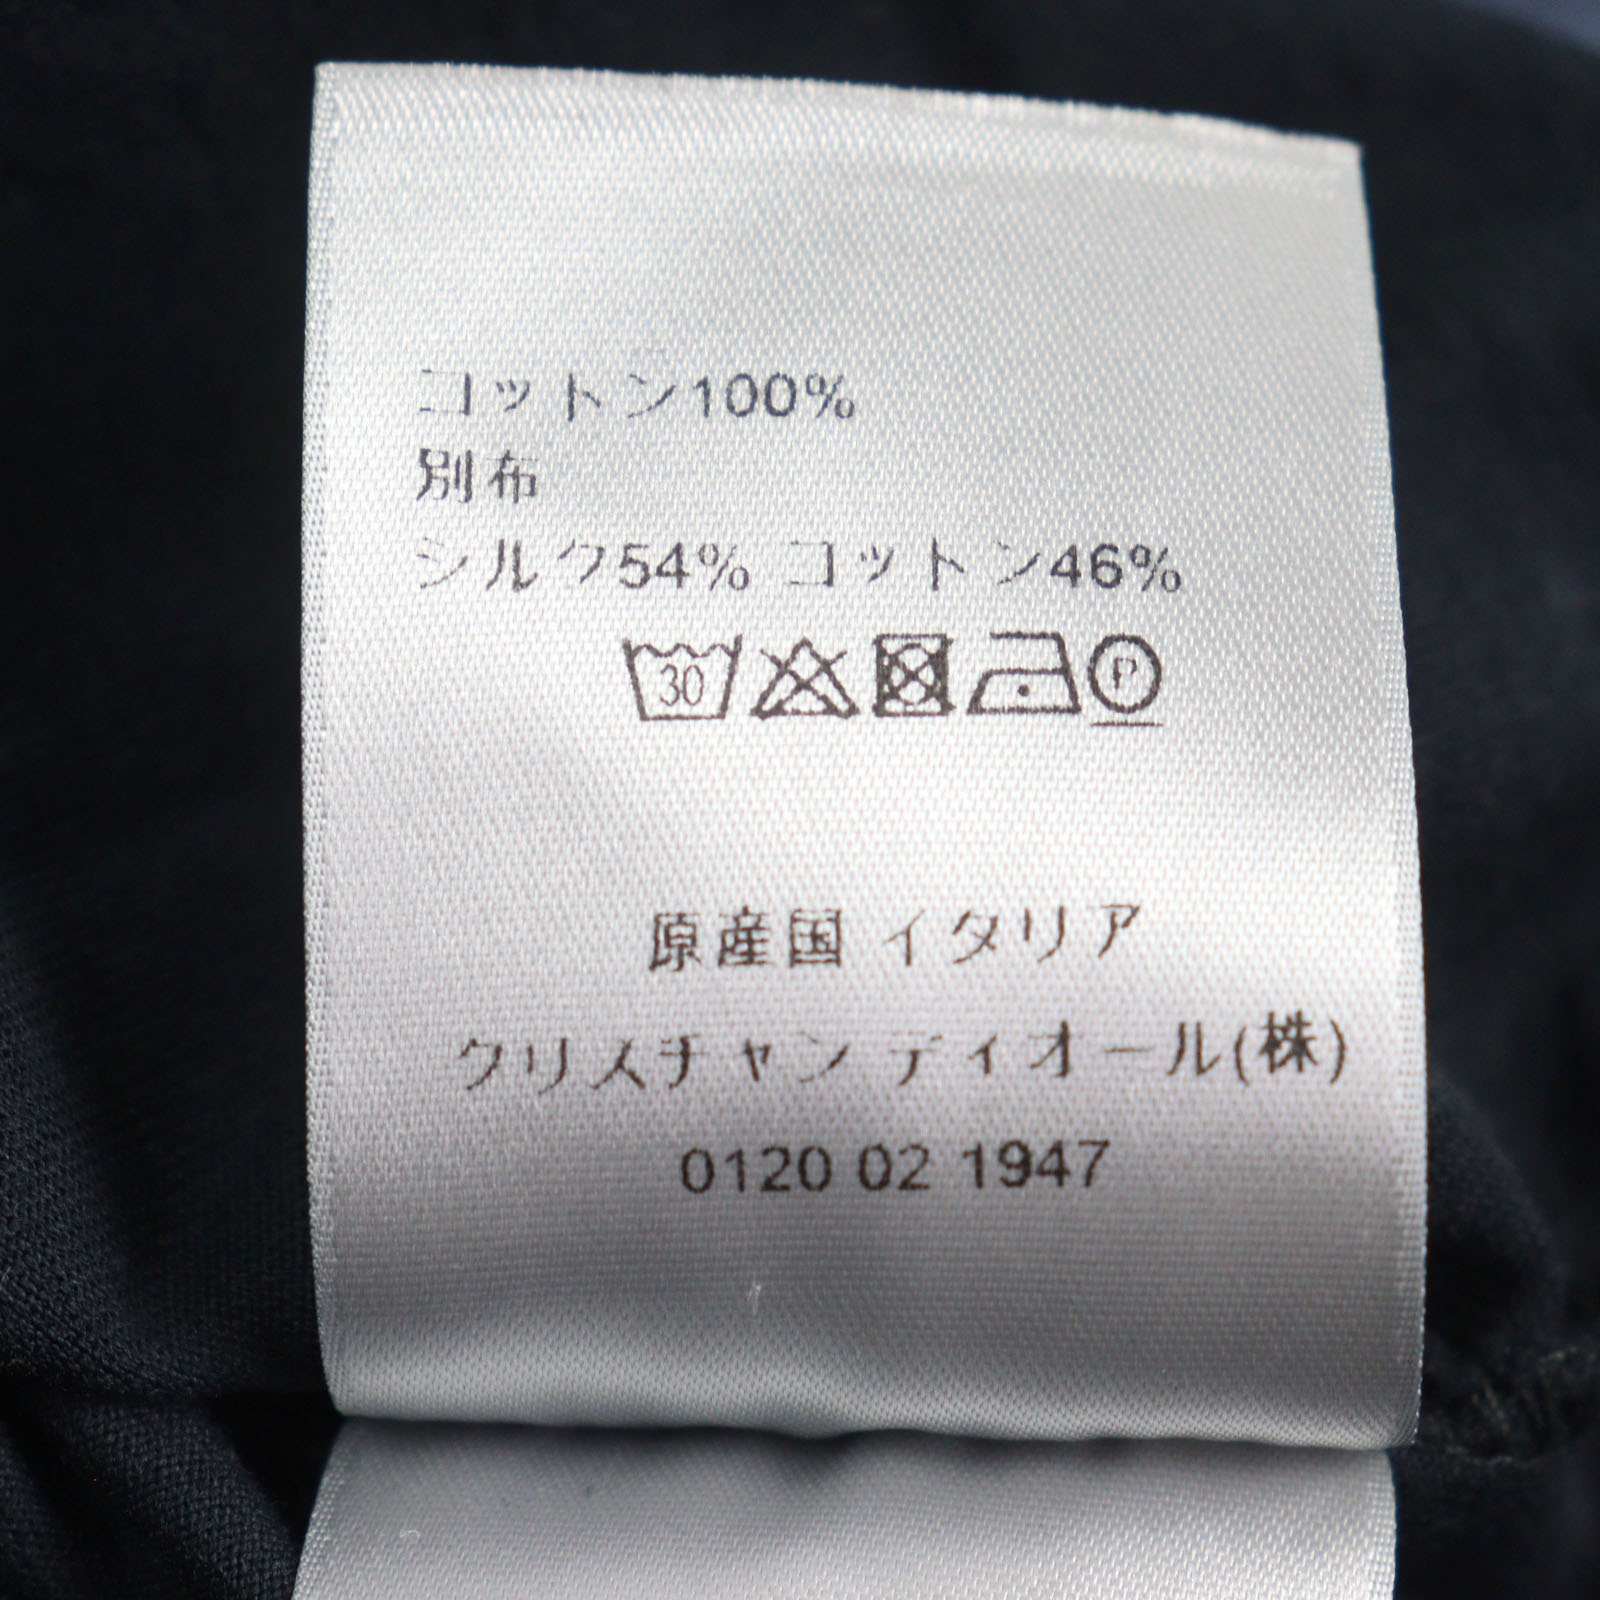 コットン100%
別布
シルク54% コットン46%
30 P
原産国 イタリア
クリスチャン ディオール(株)
0120 02 1947